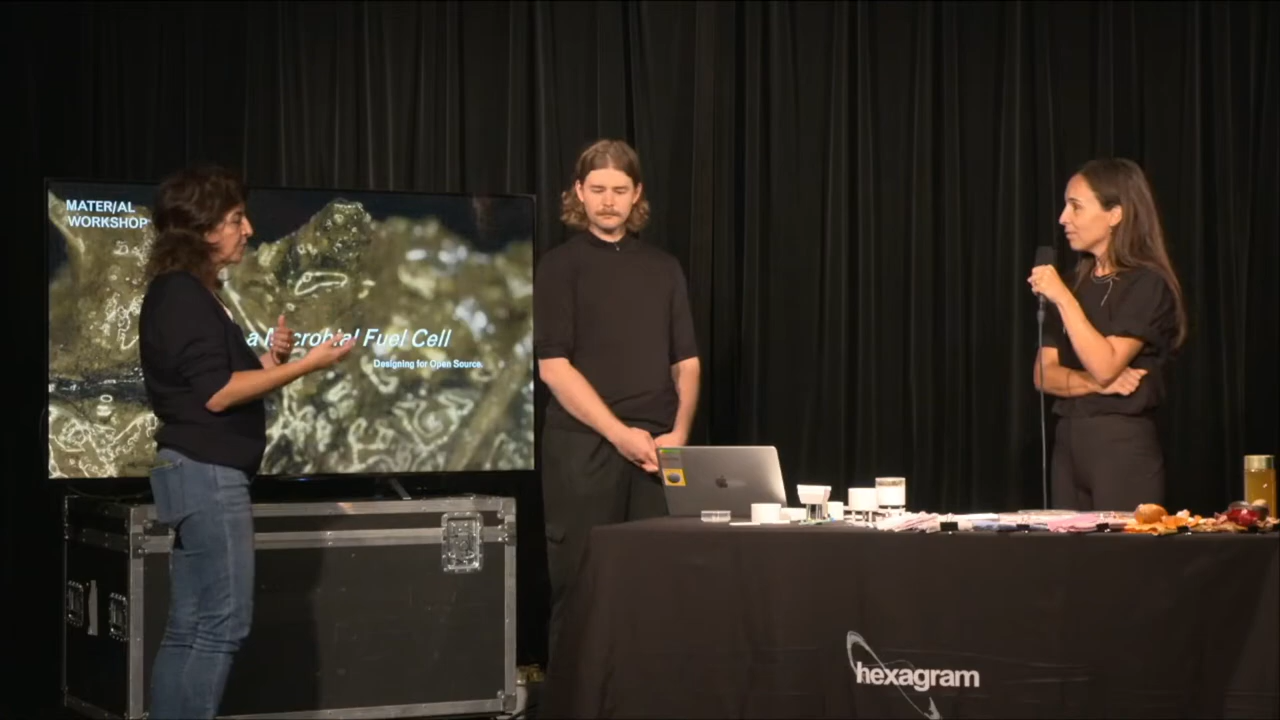 MATER/AL
WORKSHOP
a Microbial Fuel Cell
Designing for Open Source.
hexagram